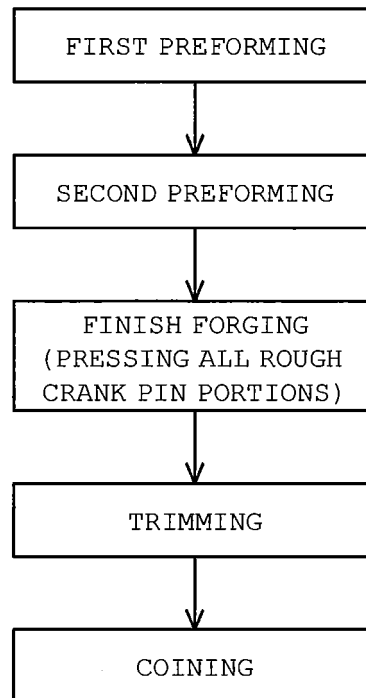 FIRST PREFORMING
SECOND PREFORMING
FINISH FORGING
(PRESSING ALL ROUGH
CRANK PIN PORTIONS)
TRIMMING
COINING